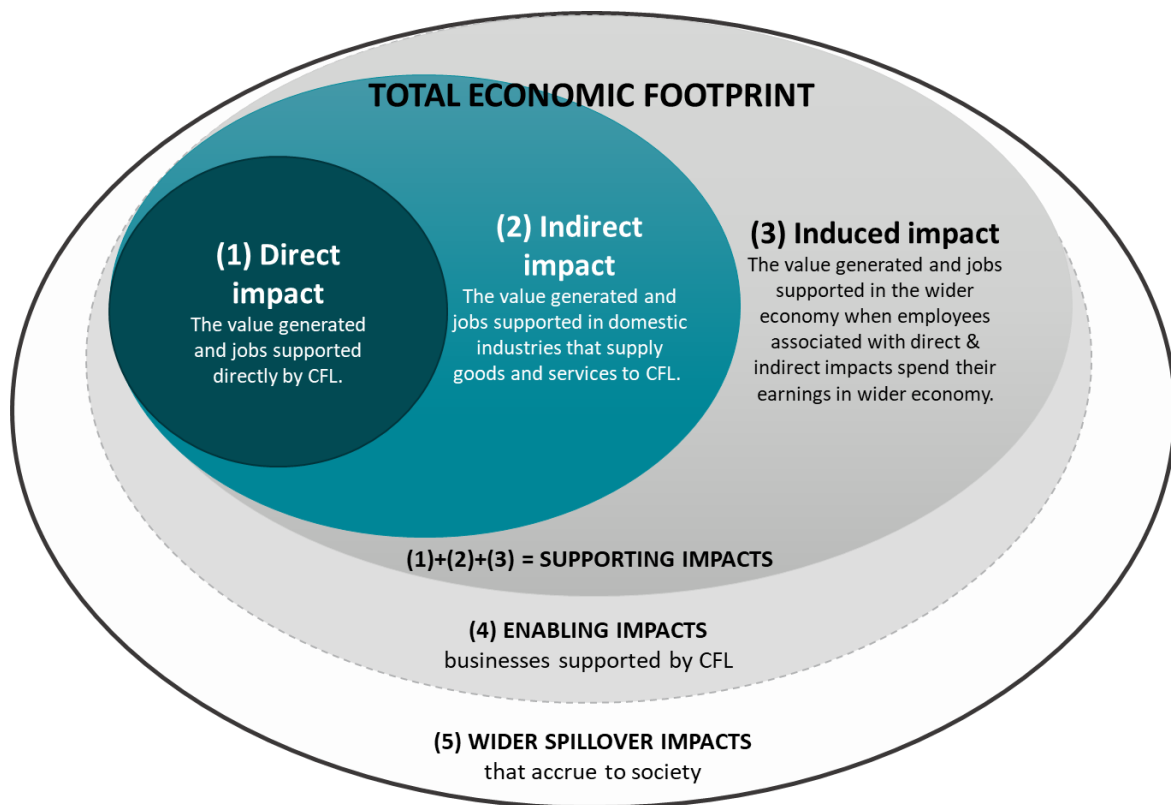 TOTAL ECONOMIC FOOTPRINT
(1) Direct
impact
The value generated
and jobs supported
directly by CFL.
(2) Indirect
impact
The value generated and
jobs supported in domestic
industries that supply
goods and services to CFL.
(3) Induced impact
The value generated and jobs
supported in the wider
economy when employees
associated with direct &
indirect impacts spend their
earnings in wider economy.
(1)+(2)+(3) = SUPPORTING IMPACTS
(4) ENABLING IMPACTS
businesses supported by CFL
(5) WIDER SPILLOVER IMPACTS
that accrue to society